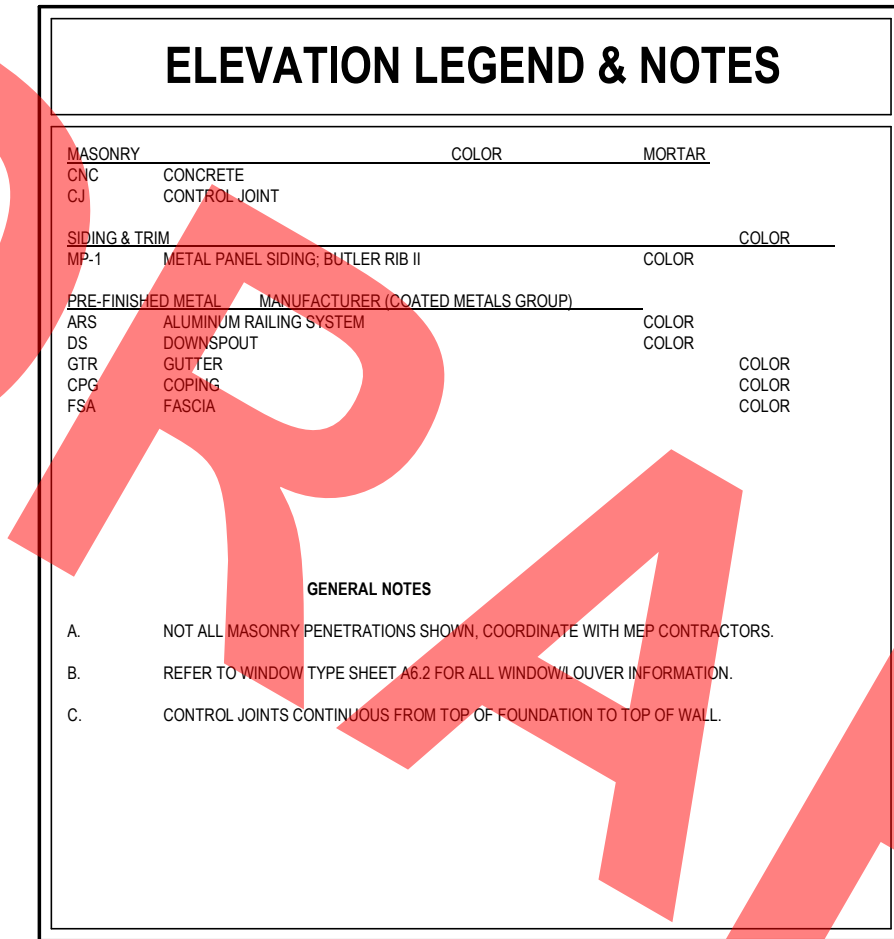 ELEVATION LEGEND & NOTES
MASONRY COLOR MORTAR
CNC CONCRETE
CJ CONTROL JOINT
SIDING & TRIM COLOR
MP-1 METAL PANEL SIDING; BUTLER RIB II COLOR
PRE-FINISHED METAL MANUFACTURER (COATED METALS GROUP)
ARS ALUMINUM RAILING SYSTEM COLOR
DS DOWNSPOUT COLOR
GTR GUTTER COLOR
CPG COPING COLOR
FSA FASCIA COLOR
GENERAL NOTES
A. NOT ALL MASONRY PENETRATIONS SHOWN, COORDINATE WITH MEP CONTRACTORS.
B. REFER TO WINDOW TYPE SHEET A6.2 FOR ALL WINDOW/LOUVER INFORMATION.
C. CONTROL JOINTS CONTINUOUS FROM TOP OF FOUNDATION TO TOP OF WALL.
RA